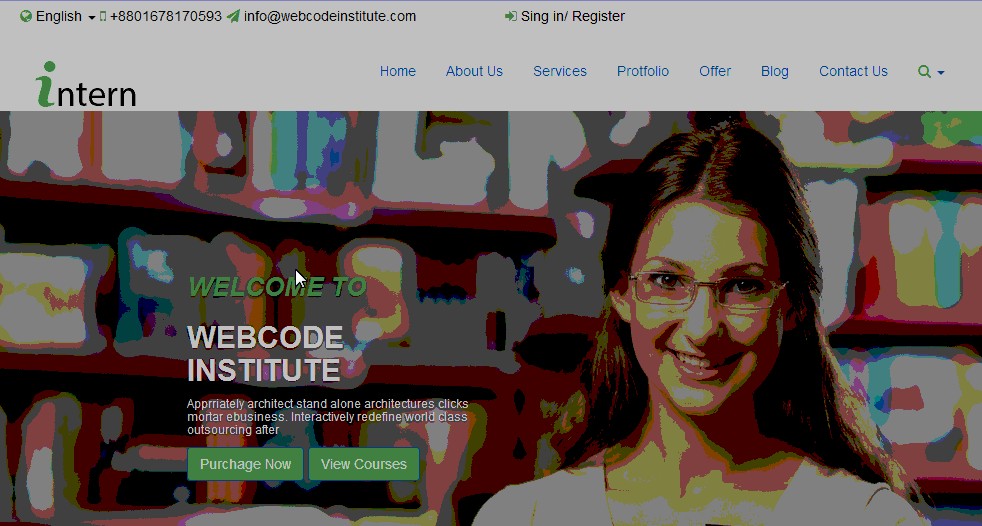 English +8801678170593 info@webcodeinstitute.com Sing in/ Register
intern
Home About Us Services Protfolio Offer Blog Contact Us
WELCOME TO
WEBCODE
INSTITUTE
Apprriately architect stand alone architectures clicks
mortar ebusiness. Interactively redefine world class
outsourcing after
Purchage Now View Courses